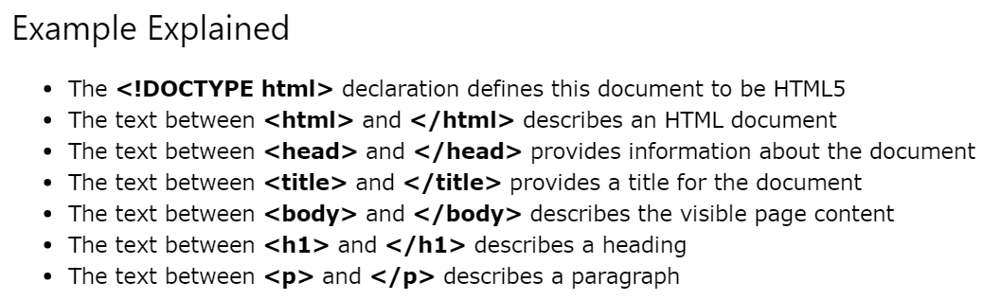 Example Explained
• The <!DOCTYPE html> declaration defines this document to be HTML5
• The text between <html> and </html> describes an HTML document
• The text between <head> and </head> provides information about the document
• The text between <title> and </title> provides a title for the document
• The text between <body> and </body> describes the visible page content
• The text between <h1> and </h1> describes a heading
• The text between <p> and </p> describes a paragraph